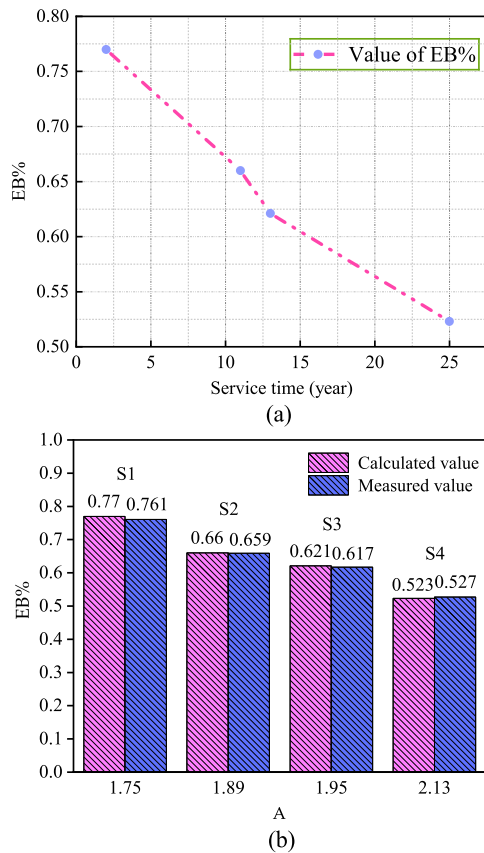 0.80
0.75
0.70
0.65
0.60
0.55
0.50
EB%
Value of EB%
0 5 10 15 20 25
Service time (year)
(a)
1.0
0.9
0.8
0.7
0.6
0.5
0.4
0.3
0.2
0.1
0.0
EB%
Calculated value
Measured value
S1
0.77 0.761
S2
0.66 0.659
S3
0.621 0.617
S4
0.523 0.527
1.75 1.89 1.95 2.13
A
(b)